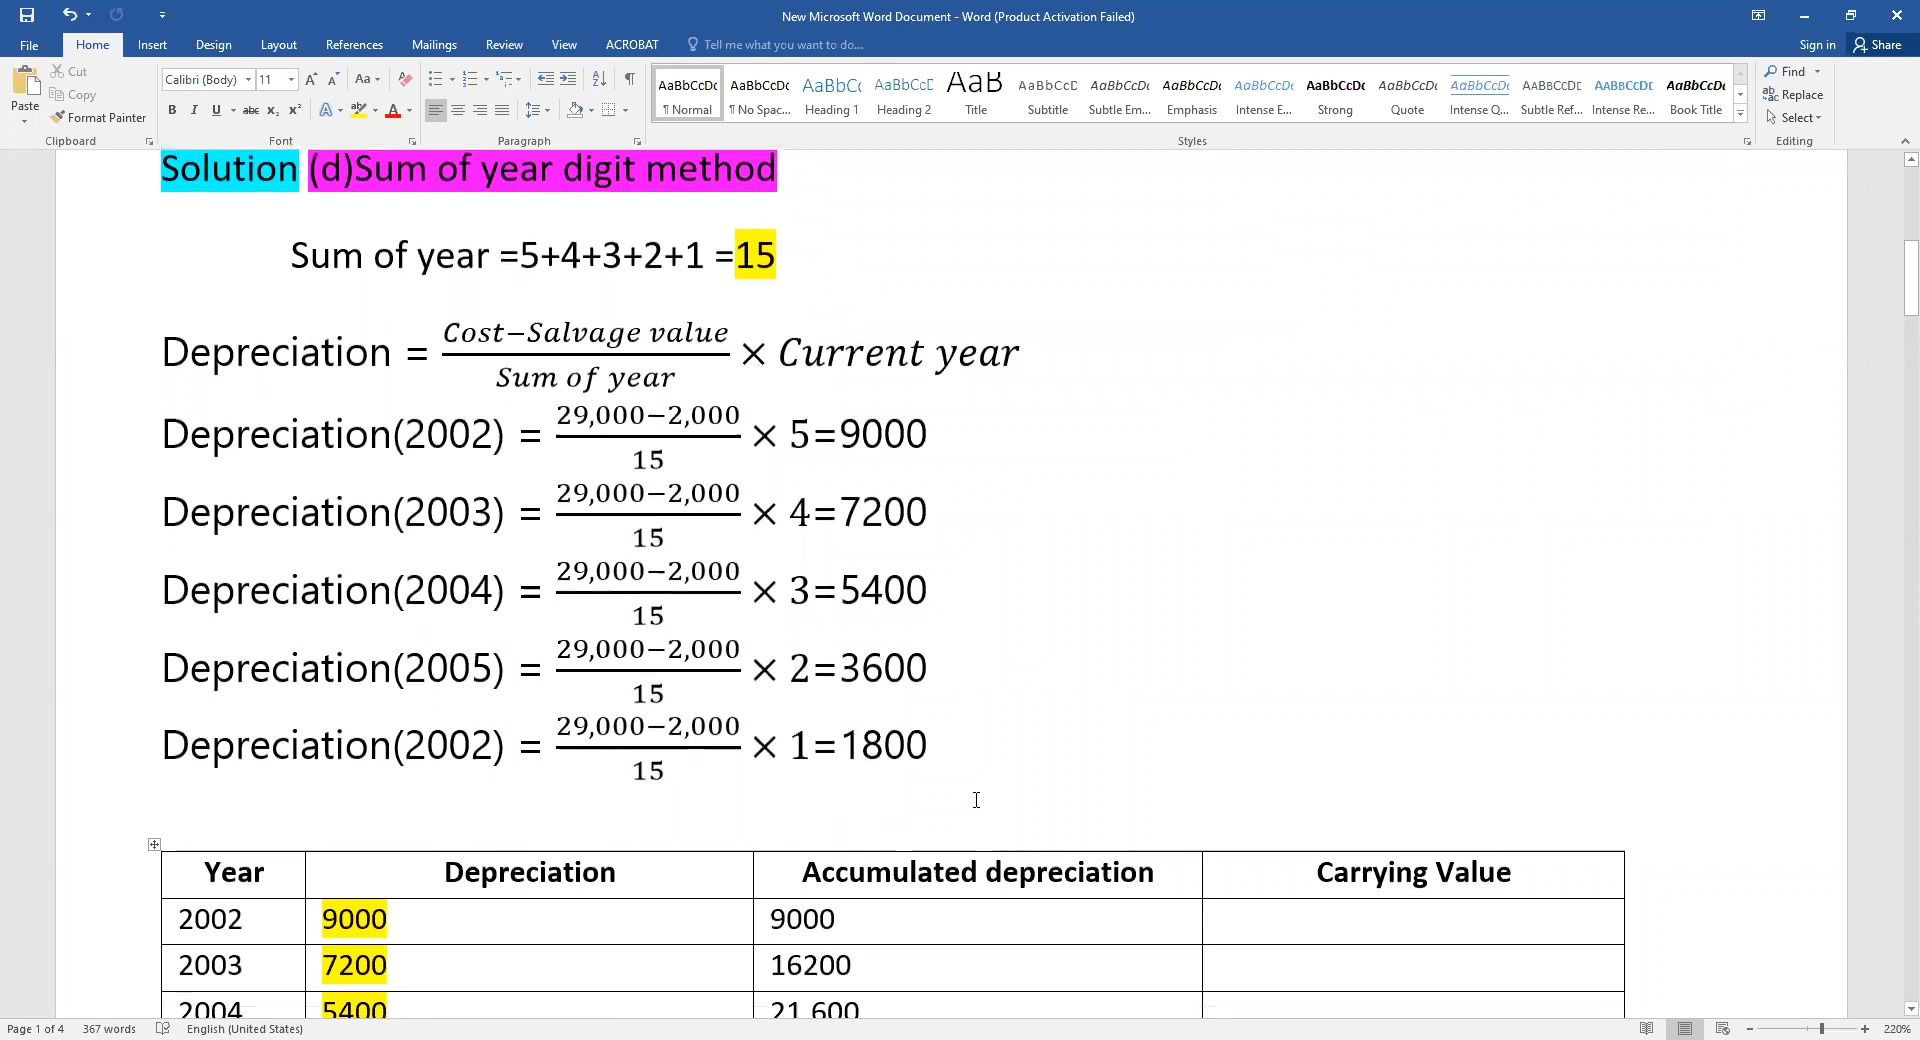 New Microsoft Word Document - Word (Product Activation Failed)
File Home Insert Design Layout References Mailings Review View ACROBAT Tell me what you want to do... Sign in Share
Paste
Cut
Copy
Format Painter
Clipboard
Calibri (Body) 11
Font
Paragraph
AaBbCcDc AaBbCcDc AaBbCc AaBbCcD AaB AaBbCcD AaBbCcDc AaBbCcDc AaBbCcDc AaBbCcDc AaBbCcDc AaBbCcDc AABBCCDD AABBCCDE AaBbCcDc
¶ Normal ¶ No Spac... Heading 1 Heading 2 Title Subtitle Subtle Em... Emphasis Intense E... Strong Quote Intense Q... Subtle Ref... Intense Re... Book Title
Styles
Find
Replace
Select
Editing
Solution (d)Sum of year digit method
Sum of year =5+4+3+2+1 =15
Depreciation = Cost−Salvage value / Sum of year × Current year
Depreciation(2002) = 29,000−2,000 / 15 × 5=9000
Depreciation(2003) = 29,000−2,000 / 15 × 4=7200
Depreciation(2004) = 29,000−2,000 / 15 × 3=5400
Depreciation(2005) = 29,000−2,000 / 15 × 2=3600
Depreciation(2002) = 29,000−2,000 / 15 × 1=1800
Year Depreciation Accumulated depreciation Carrying Value
2002 9000 9000
2003 7200 16200
2004 5400 21,600
Page 1 of 4 367 words English (United States) 220%